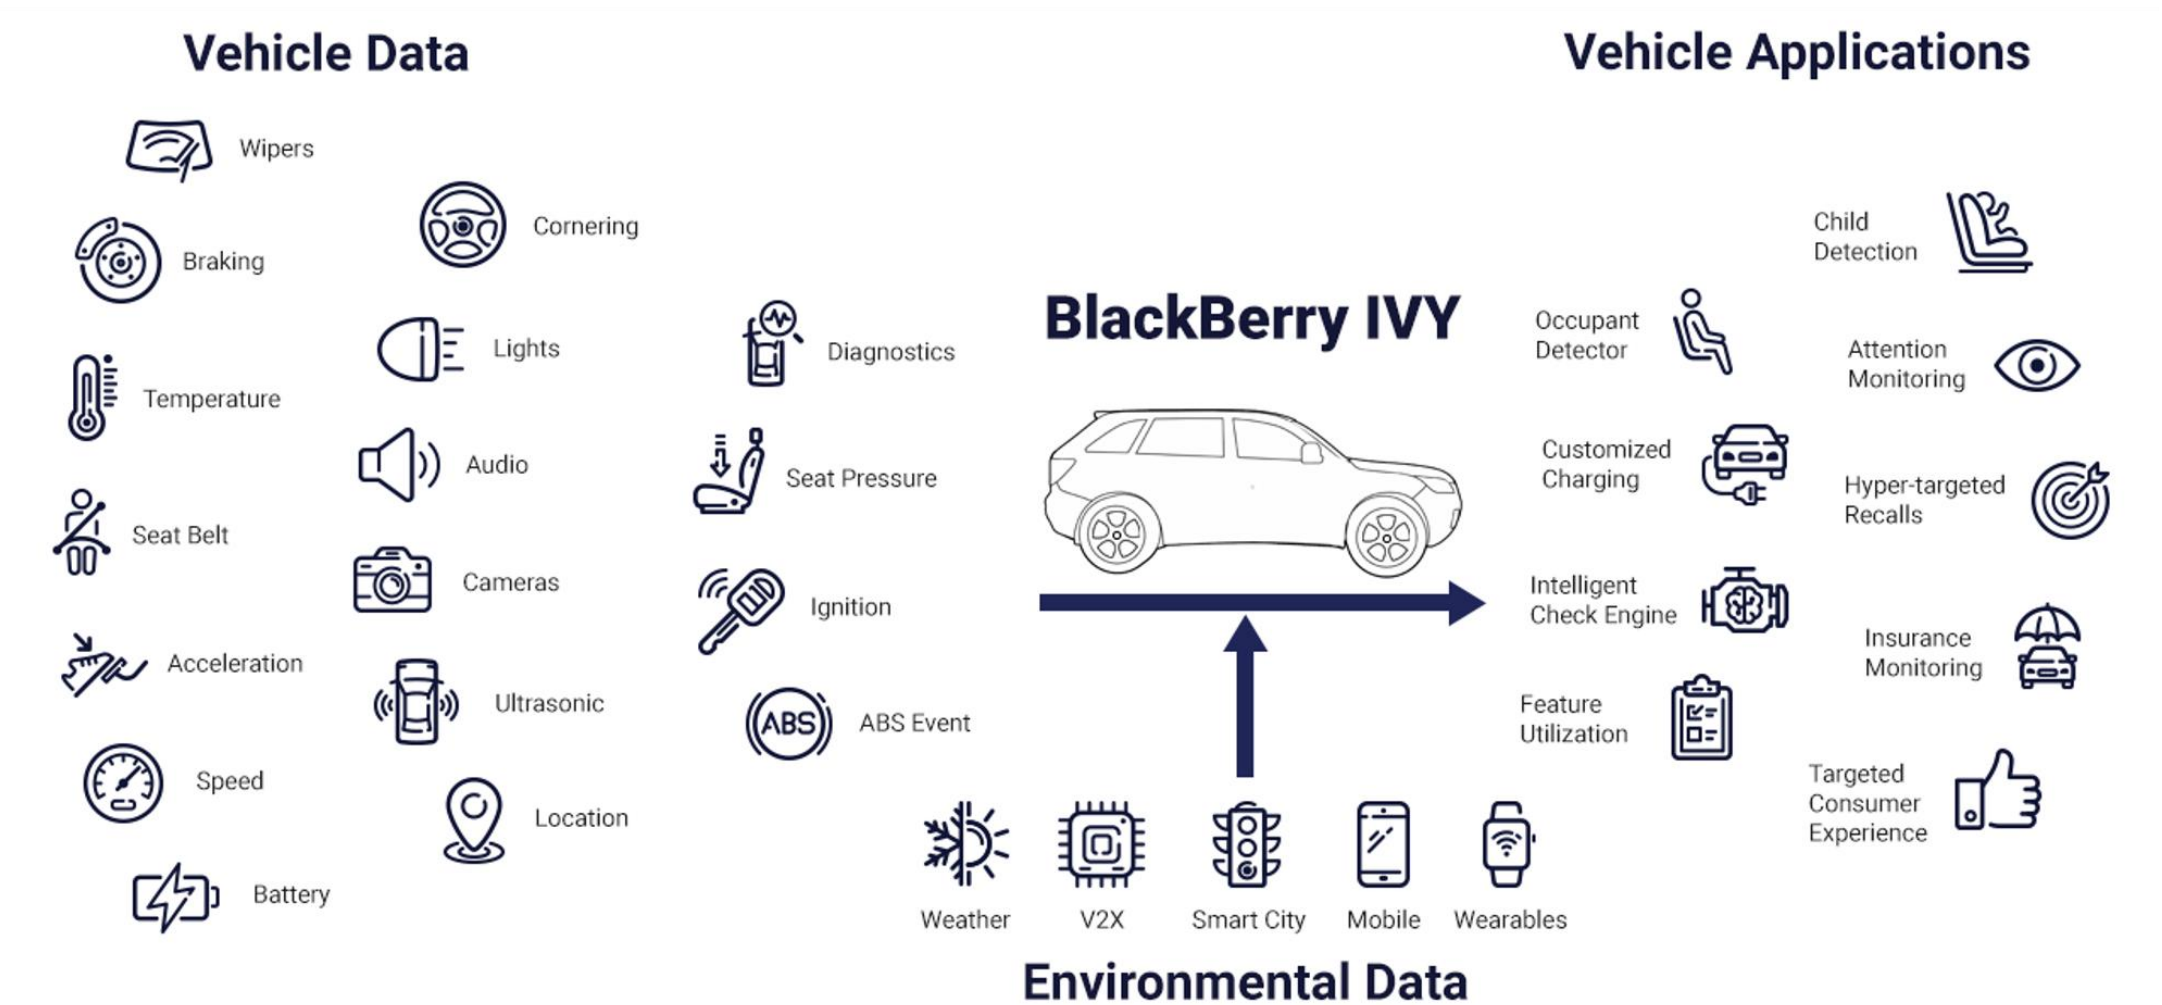 Vehicle Data
Wipers
Braking
Temperature
Seat Belt
Acceleration
Speed
Battery
Cornering
Lights
Audio
Cameras
Ultrasonic
Location
Diagnostics
Seat Pressure
Ignition
ABS
ABS Event
BlackBerry IVY
Weather
V2X
Smart City
Mobile
Wearables
Environmental Data
Vehicle Applications
Occupant
Detector
Customized
Charging
Intelligent
Check Engine
Feature
Utilization
Child
Detection
Attention
Monitoring
Hyper-targeted
Recalls
Insurance
Monitoring
Targeted
Consumer
Experience